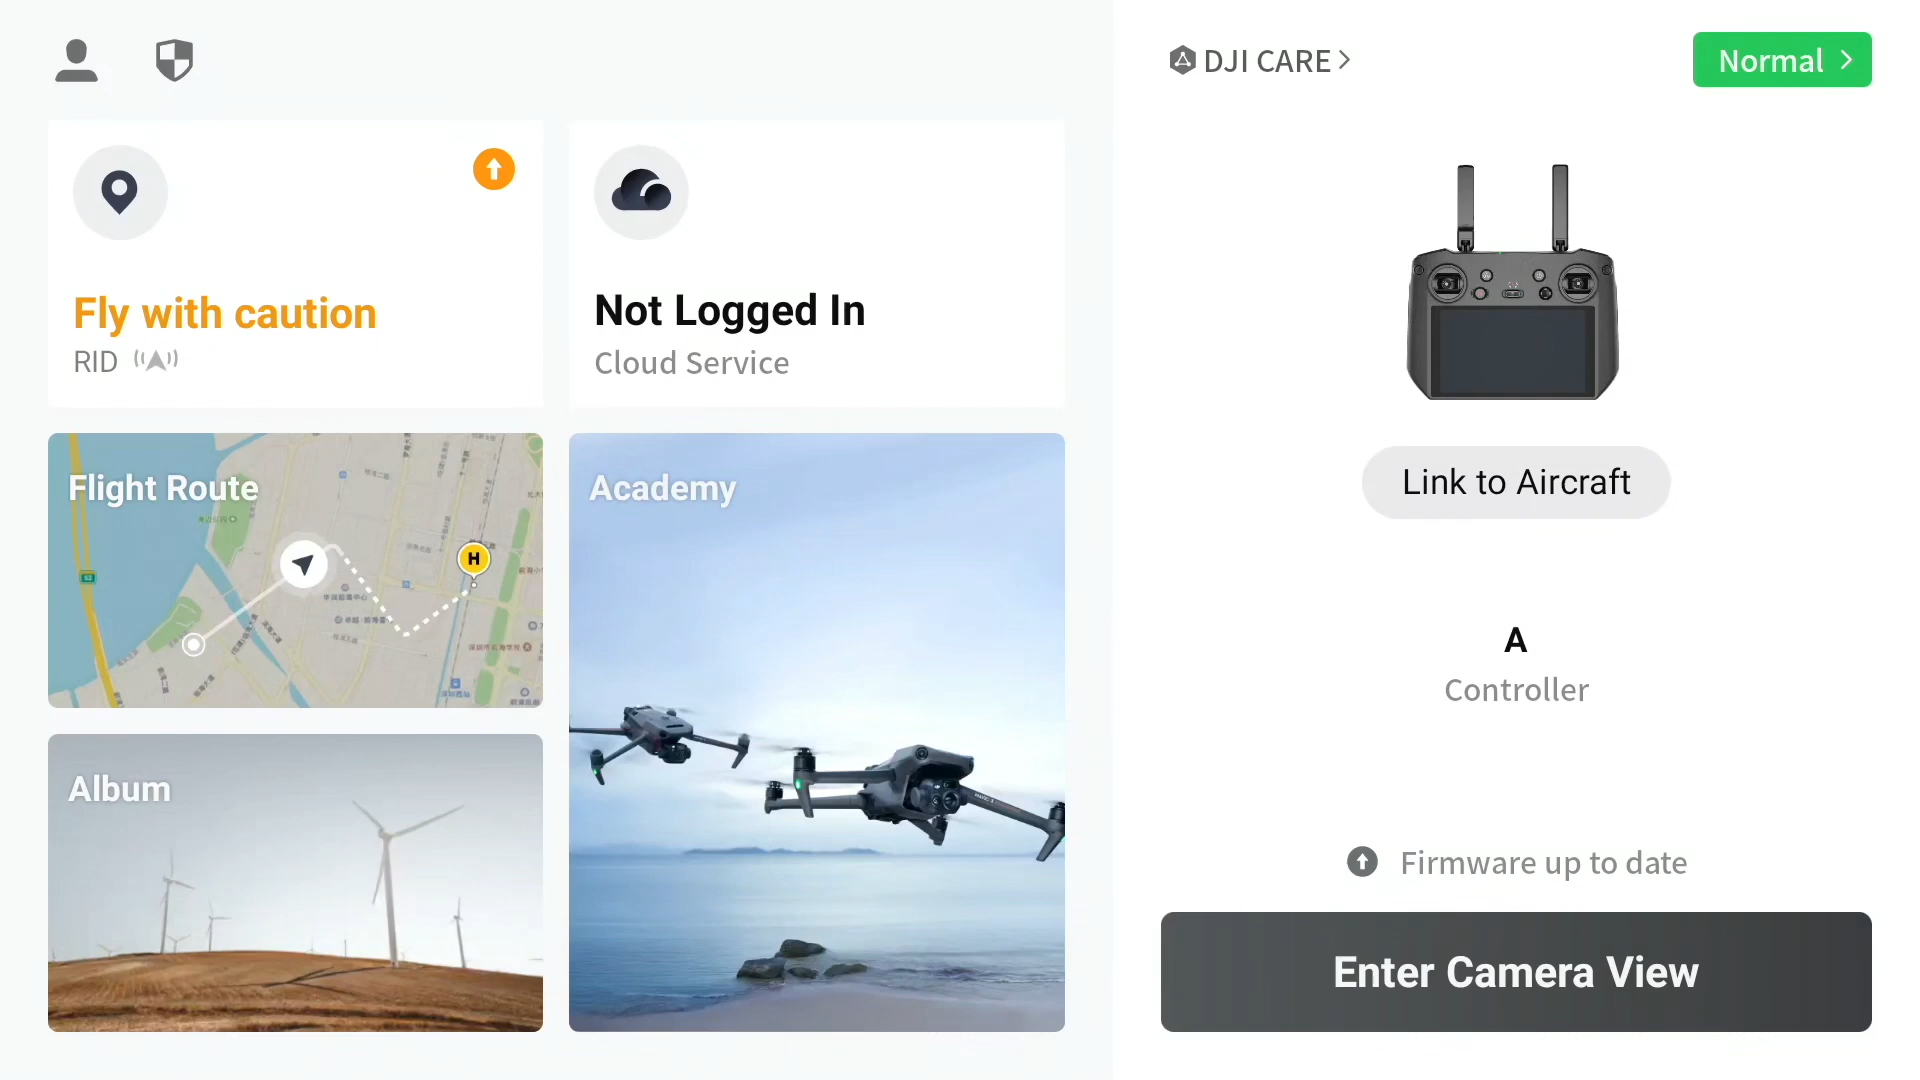 DJI CARE
Normal
Fly with caution
RID
Not Logged In
Cloud Service
Flight Route
H
Academy
Album
Link to Aircraft
A
Controller
Firmware up to date
Enter Camera View